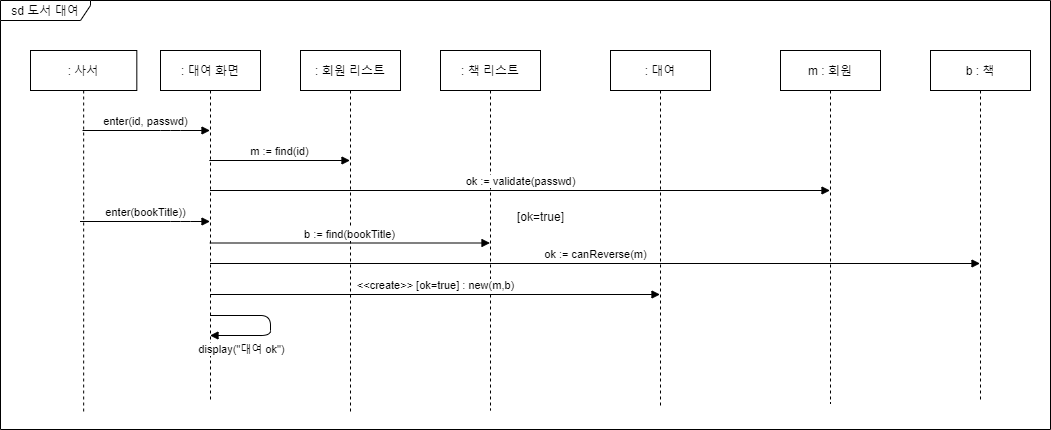 sd 도서 대여
: 사서
: 대여 화면
: 회원 리스트
: 책 리스트
: 대여
m : 회원
b : 책
enter(id, passwd)
m := find(id)
ok := validate(passwd)
enter(bookTitle))
[ok=true]
b := find(bookTitle)
ok := canReverse(m)
<<create>> [ok=true] : new(m,b)
display("대여 ok")